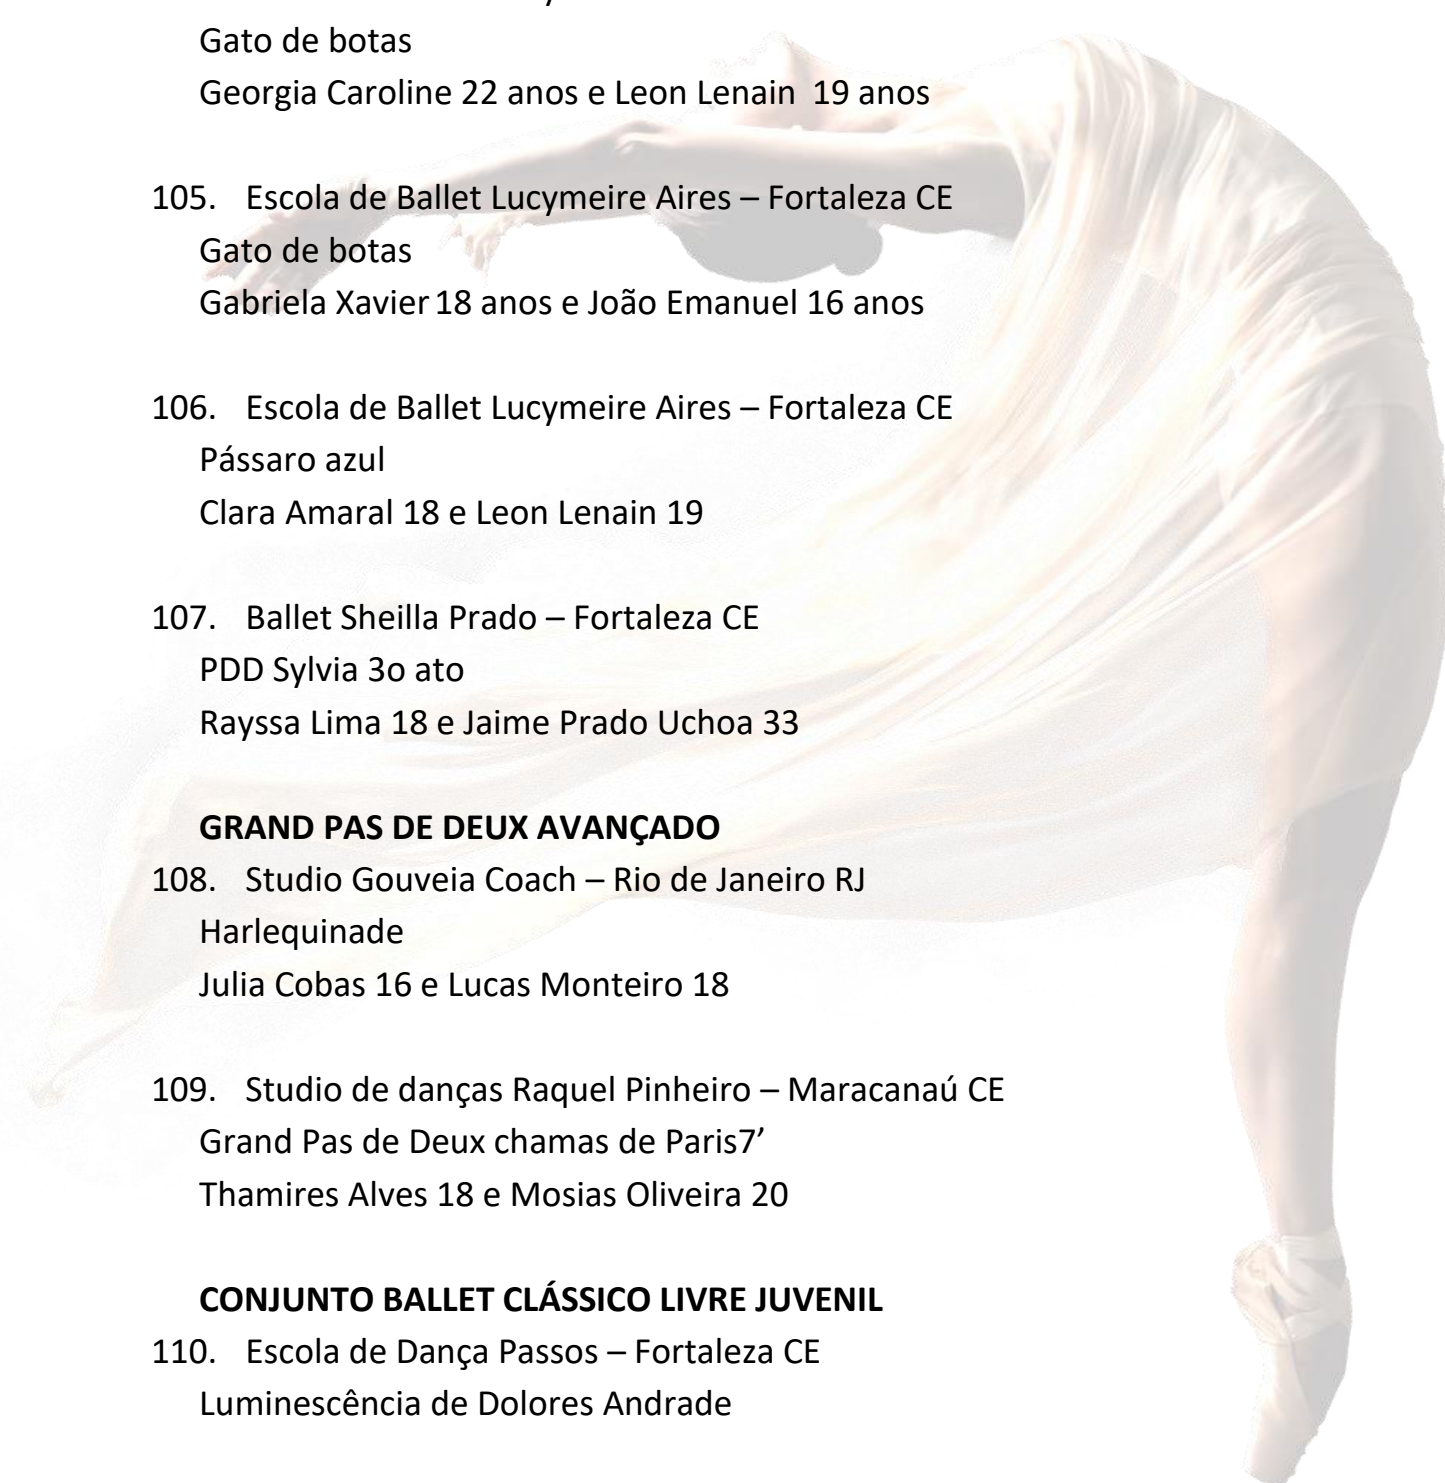 Gato de botas
Georgia Caroline 22 anos e Leon Lenain 19 anos
105. Escola de Ballet Lucymeire Aires – Fortaleza CE
Gato de botas
Gabriela Xavier 18 anos e João Emanuel 16 anos
106. Escola de Ballet Lucymeire Aires – Fortaleza CE
Pássaro azul
Clara Amaral 18 e Leon Lenain 19
107. Ballet Sheilla Prado – Fortaleza CE
PDD Sylvia 3o ato
Rayssa Lima 18 e Jaime Prado Uchoa 33
GRAND PAS DE DEUX AVANÇADO
108. Studio Gouveia Coach – Rio de Janeiro RJ
Harlequinade
Julia Cobas 16 e Lucas Monteiro 18
109. Studio de danças Raquel Pinheiro – Maracanaú CE
Grand Pas de Deux chamas de Paris7’
Thamires Alves 18 e Mosias Oliveira 20
CONJUNTO BALLET CLÁSSICO LIVRE JUVENIL
110. Escola de Dança Passos – Fortaleza CE
Luminescência de Dolores Andrade